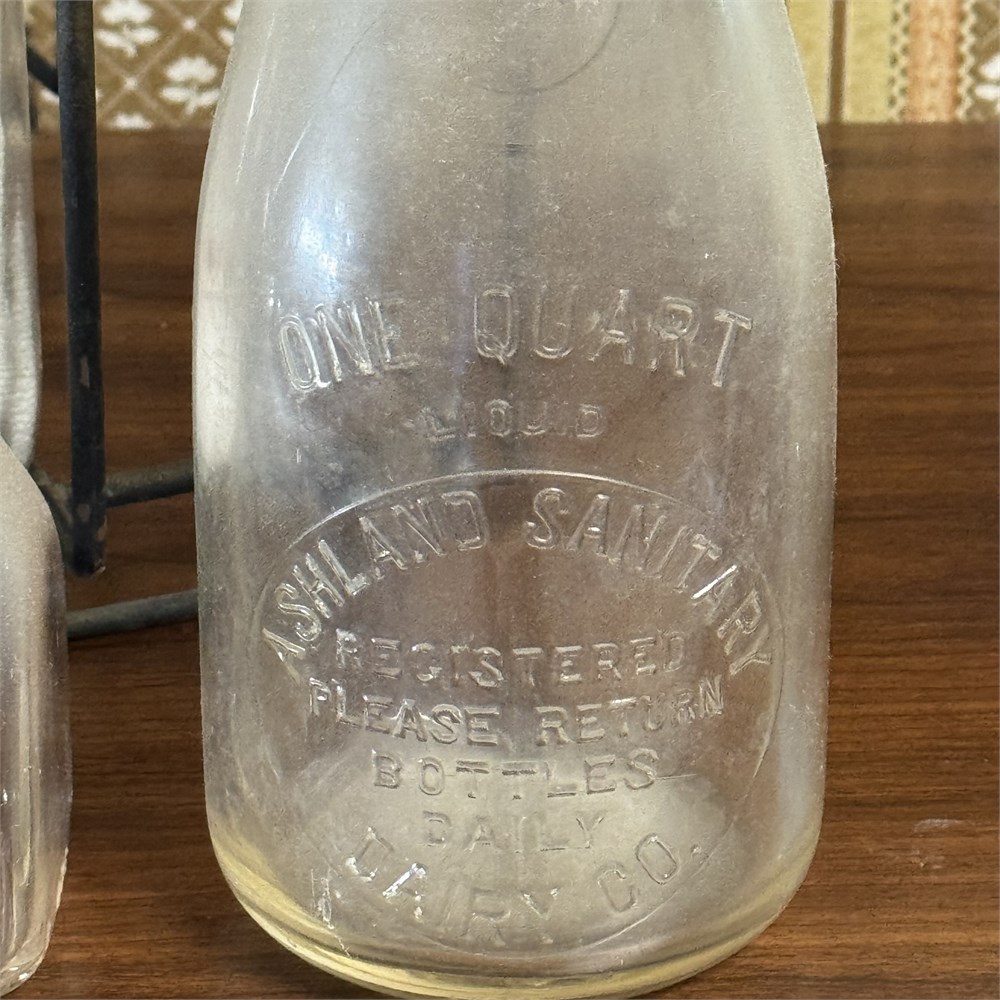 ONE QUART
LIQUID
ASHLAND SANITARY
REGISTERED
PLEASE RETURN
BOTTLES
DAILY
DAIRY CO.